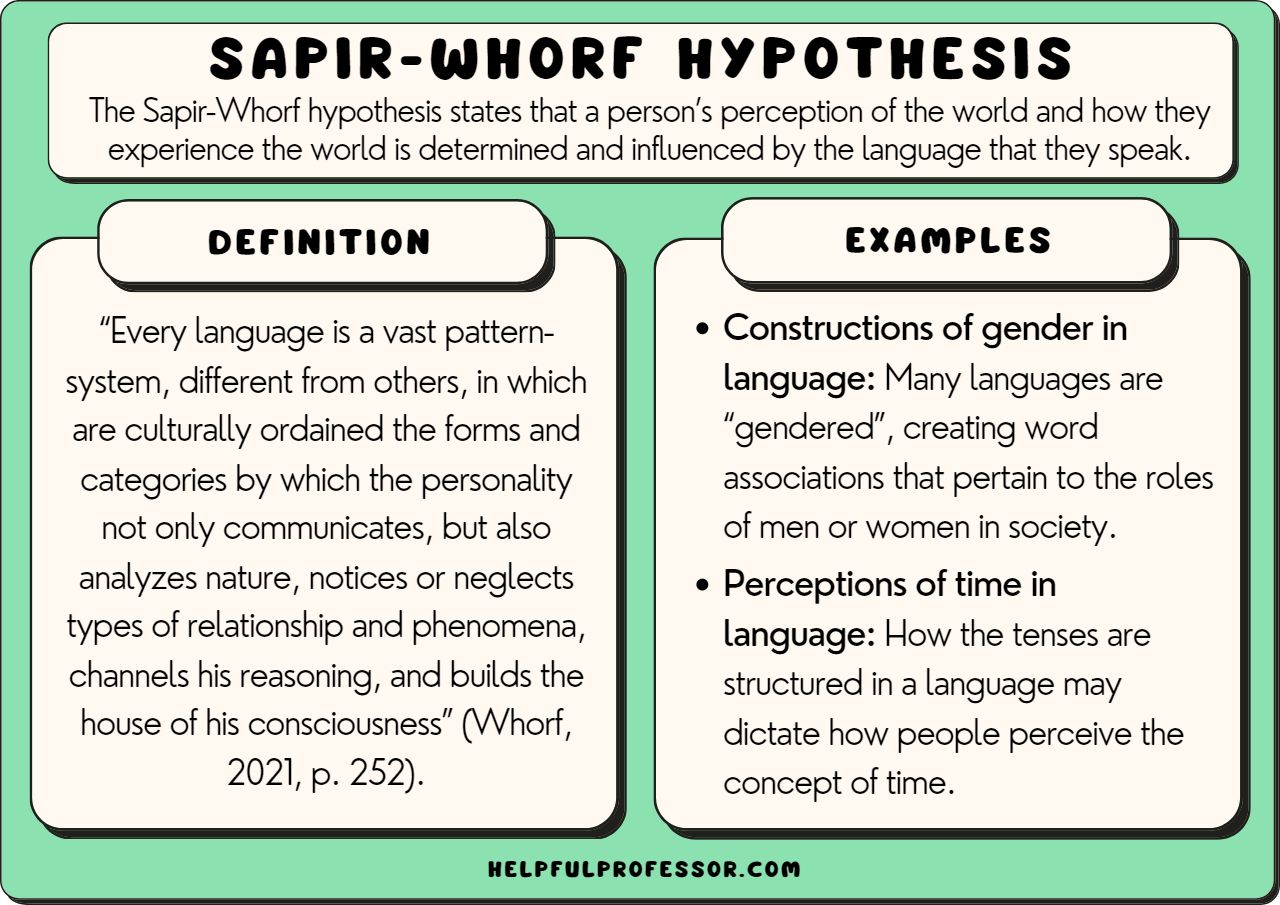 SAPIR-WHORF HYPOTHESIS
The Sapir-Whorf hypothesis states that a person's perception of the world and how they
experience the world is determined and influenced by the language that they speak.
DEFINITION
“Every language is a vast pattern-
system, different from others, in which
are culturally ordained the forms and
categories by which the personality
not only communicates, but also
analyzes nature, notices or neglects
types of relationship and phenomena,
channels his reasoning, and builds the
house of his consciousness” (Whorf,
2021, p. 252).
EXAMPLES
• Constructions of gender in
language: Many languages are
“gendered”, creating word
associations that pertain to the roles
of men or women in society.
• Perceptions of time in
language: How the tenses are
structured in a language may
dictate how people perceive the
concept of time.
HELPFULPROFESSOR.COM